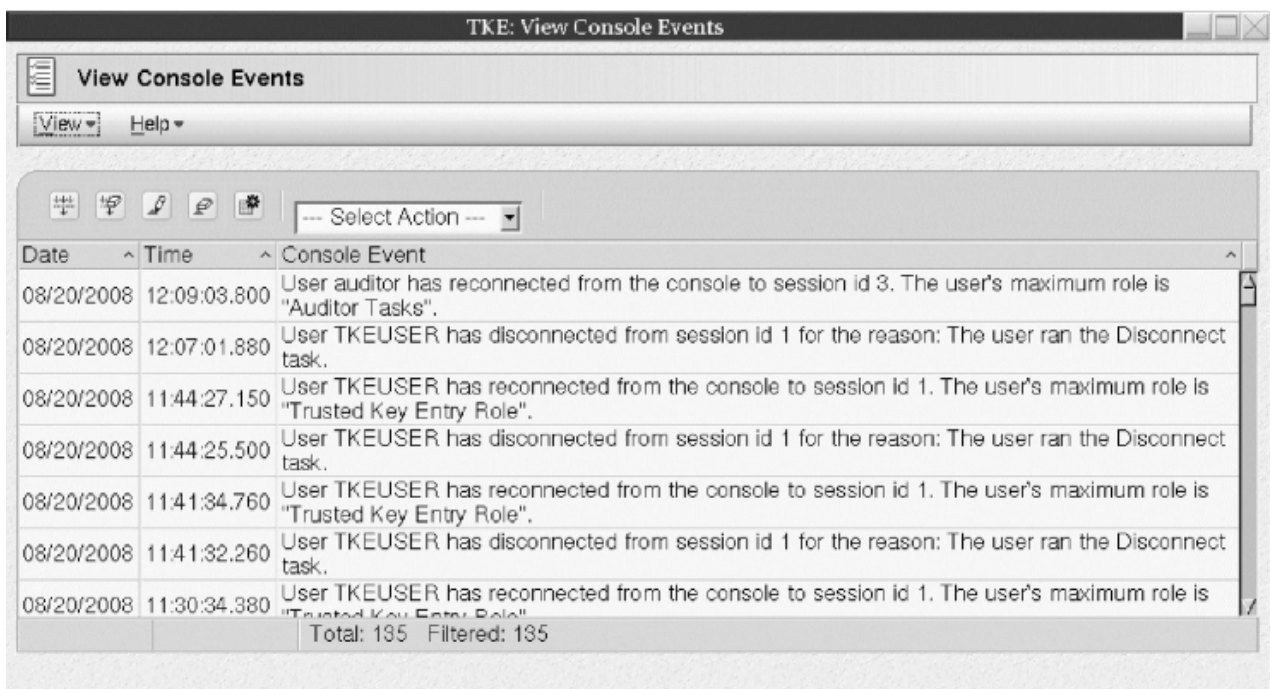 TKE: View Console Events
View Console Events
View Help
--- Select Action ---
Date Time Console Event
08/20/2008 12:09:03.800 User auditor has reconnected from the console to session id 3. The user's maximum role is
"Auditor Tasks".
08/20/2008 12:07:01.880 User TKEUSER has disconnected from session id 1 for the reason: The user ran the Disconnect
task.
08/20/2008 11:44:27.150 User TKEUSER has reconnected from the console to session id 1. The user's maximum role is
"Trusted Key Entry Role".
08/20/2008 11:44:25.500 User TKEUSER has disconnected from session id 1 for the reason: The user ran the Disconnect
task.
08/20/2008 11:41:34.760 User TKEUSER has reconnected from the console to session id 1. The user's maximum role is
"Trusted Key Entry Role".
08/20/2008 11:41:32.260 User TKEUSER has disconnected from session id 1 for the reason: The user ran the Disconnect
task.
08/20/2008 11:30:34.380 User TKEUSER has reconnected from the console to session id 1. The user's maximum role is
"Trusted Key Entry Role"
Total: 135 Filtered: 135